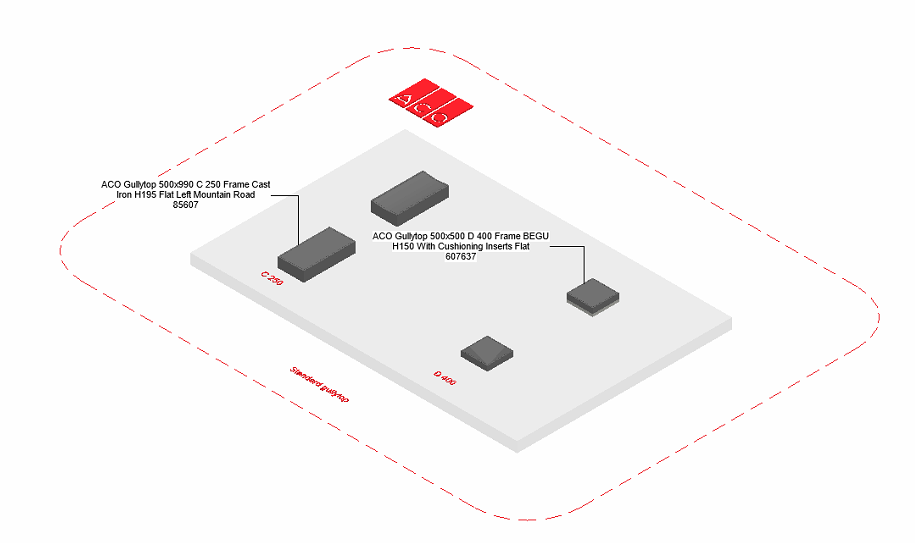 ACO
ACO Gullytop 500x990 C 250 Frame Cast
Iron H195 Flat Left Mountain Road
85607
ACO Gullytop 500x500 D 400 Frame BEGU
H150 With Cushioning Inserts Flat
607637
C 250
D 400
Standard gullytop